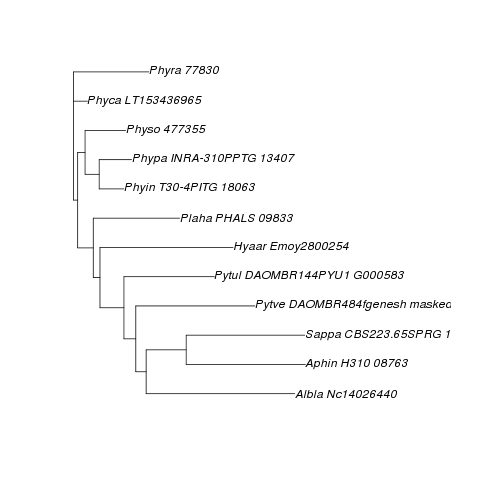 Phyra 77830
Phyca LT153436965
Physo 477355
Phypa INRA-310PPTG 13407
Phyin T30-4PITG 18063
Plaha PHALS 09833
Hyaar Emoy2800254
Pytul DAOMBR144PYU1 G000583
Pytve DAOMBR484fgenesh masked
Sappa CBS223.65SPRG 1
Aphin H310 08763
Albla Nc14026440